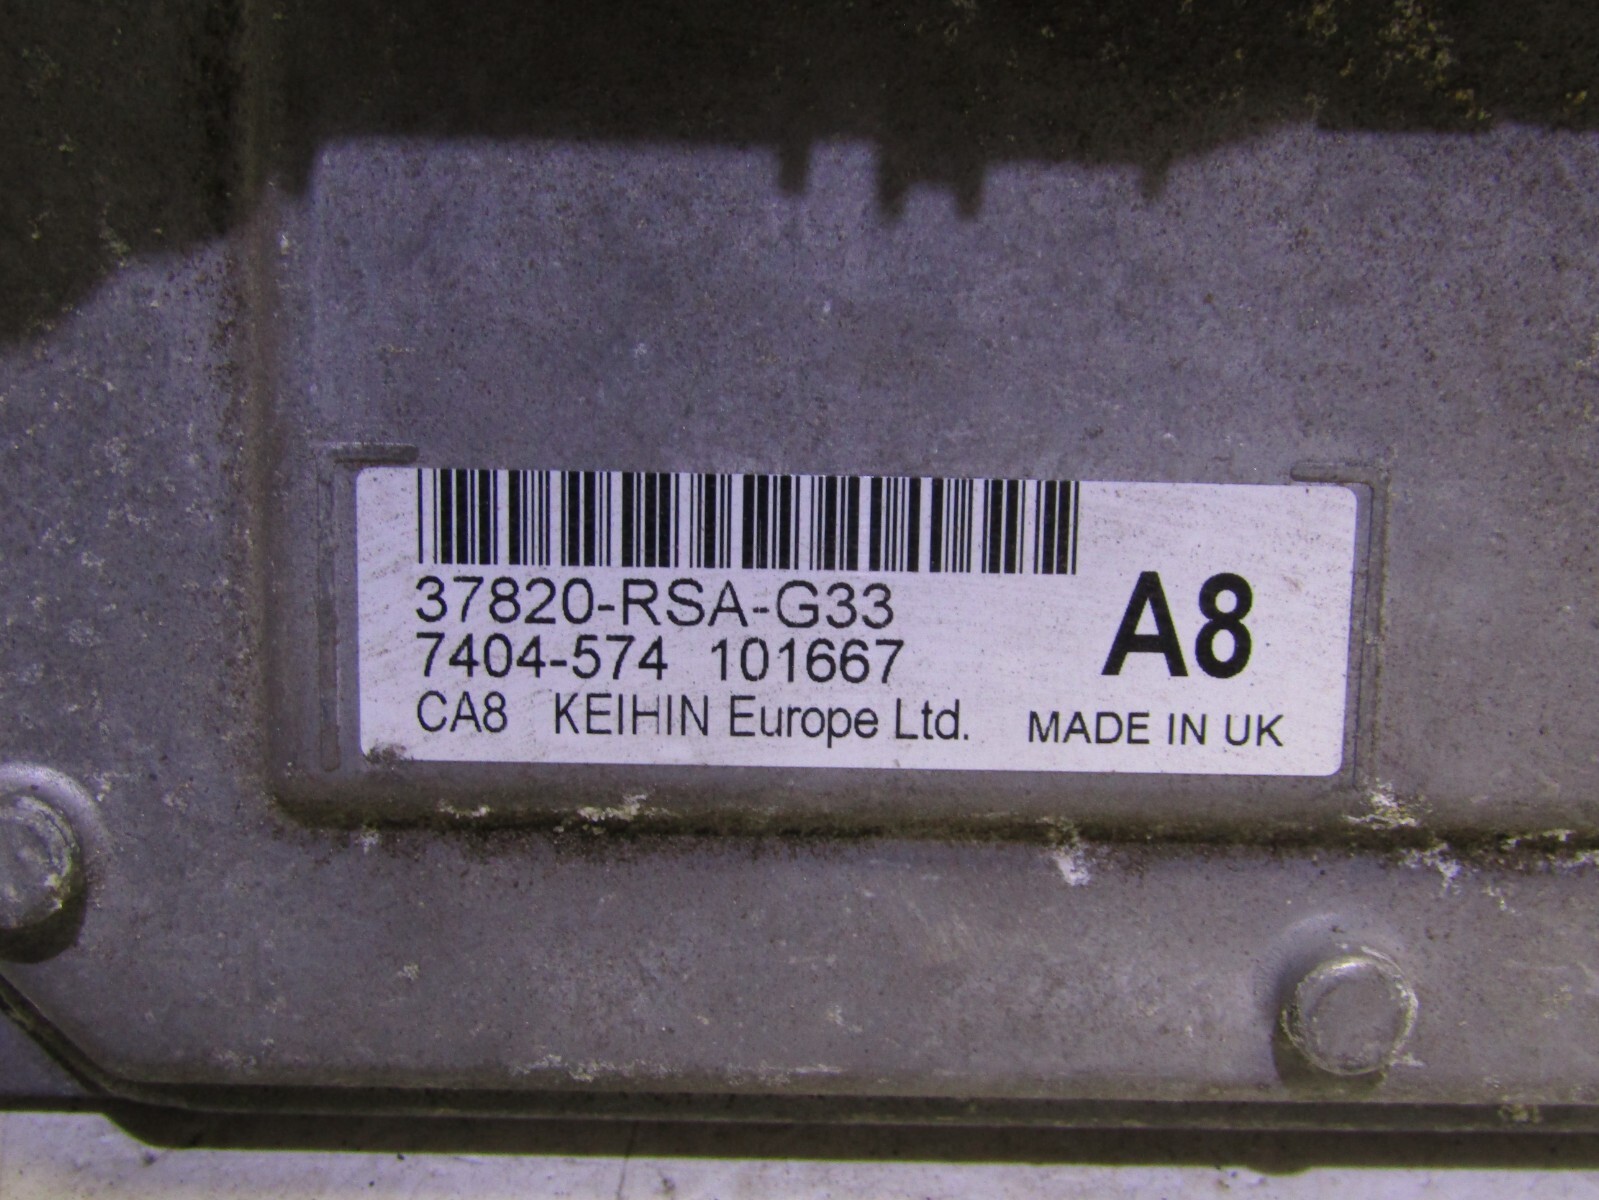 37820-RSA-G33
7404-574 101667
A8
CA8 KEIHIN Europe Ltd. MADE IN UK